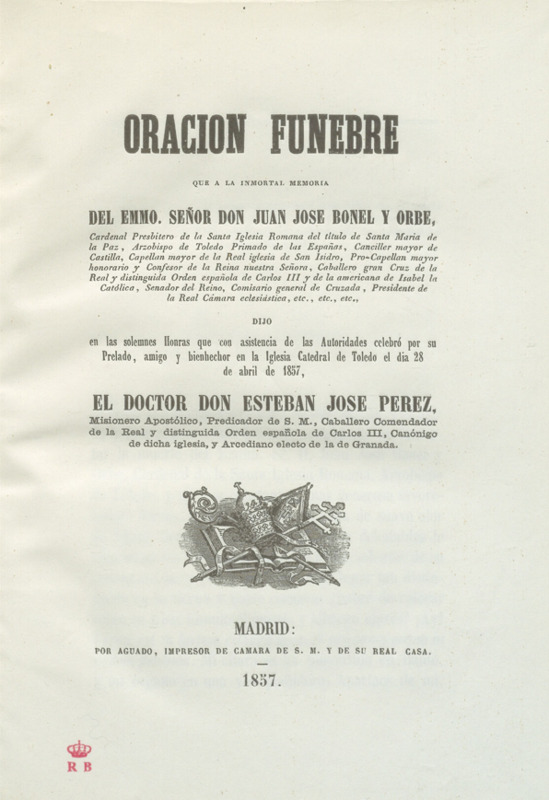 ORACION FUNEBRE
QUE A LA INMORTAL MEMORIA
DEL EMMO. SEÑOR DON JUAN JOSE BONEL Y ORBE,
Cardenal Presbitero de la Santa Iglesia Romana del título de Santa Maria de
la Paz, Arzobispo de Toledo Primado de las Españas, Canciller mayor de
Castilla, Capellan mayor de la Real iglesia de San Isidro, Pro-Capellan mayor
honorario y Confesor de la Reina nuestra Señora, Caballero gran Cruz de la
Real y distinguida Orden española de Carlos III y de la americana de Isabel la
Católica, Senador del Reino, Comisario general de Cruzada, Presidente de
la Real Cámara eclesiástica, etc., etc., etc.,
DIJO
en las solemnes Honras que con asistencia de las Autoridades celebró por su
Prelado, amigo y bienhechor en la Iglesia Catedral de Toledo el dia 28
de abril de 1857,
EL DOCTOR DON ESTEBAN JOSE PEREZ,
Misionero Apostólico, Predicador de S. M., Caballero Comendador
de la Real y distinguida Orden española de Carlos III, Canónigo
de dicha iglesia, y Arcediano electo de la de Granada.
MADRID:
POR AGUADO, IMPRESOR DE CAMARA DE S. M. Y DE SU REAL CASA.
1857.
R B